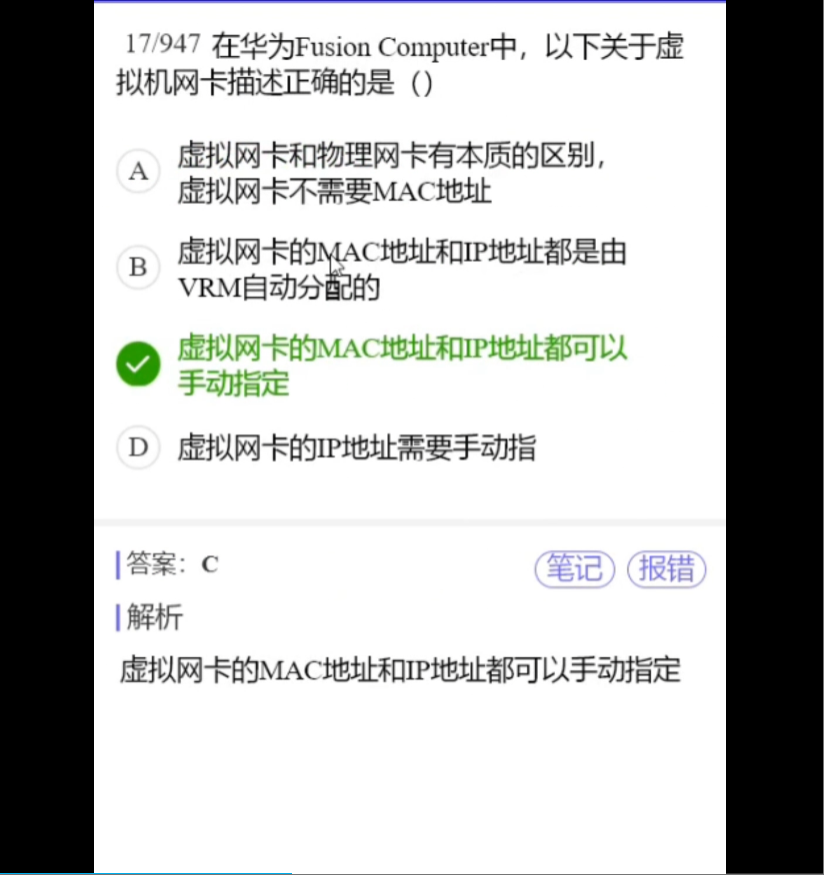 17/947 在华为Fusion Computer中，以下关于虚
拟机网卡描述正确的是（）
A 虚拟网卡和物理网卡有本质的区别，
虚拟网卡不需要MAC地址
B 虚拟网卡的MAC地址和IP地址都是由
VRM自动分配的
虚拟网卡的MAC地址和IP地址都可以
手动指定
D 虚拟网卡的IP地址需要手动指
答案：C
笔记 报错
解析
虚拟网卡的MAC地址和IP地址都可以手动指定